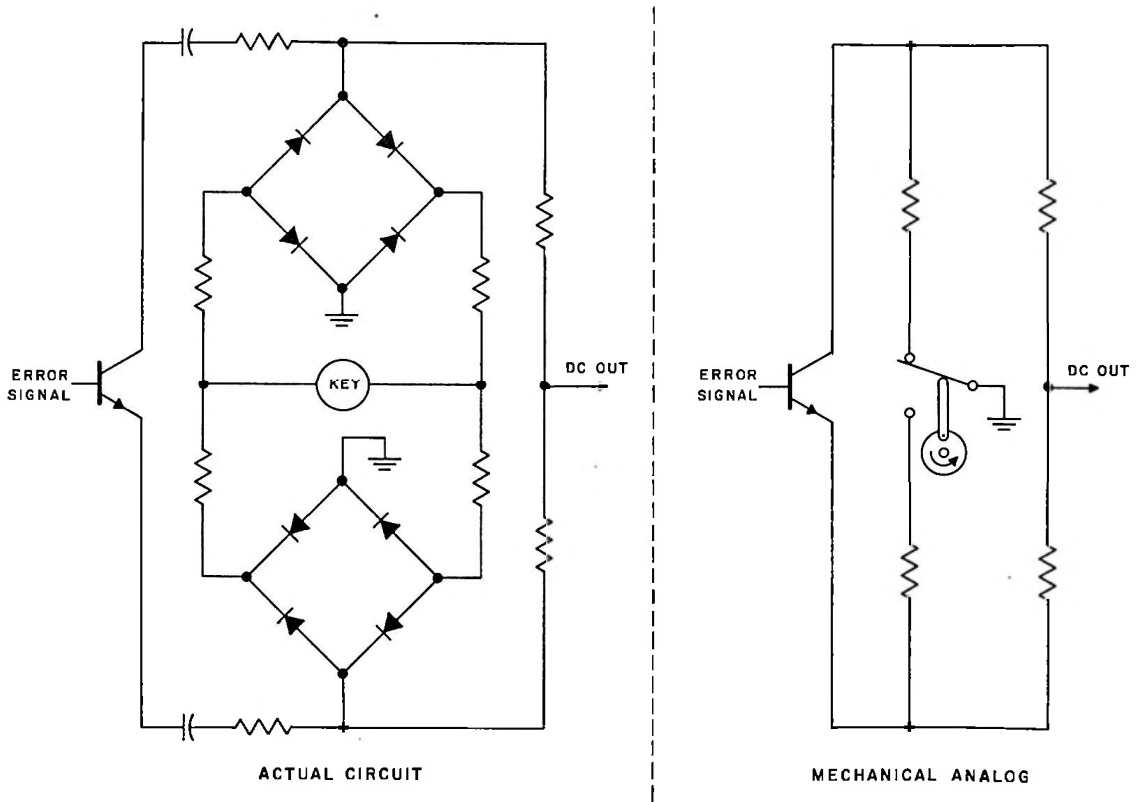 ERROR
SIGNAL
KEY
DC OUT
ACTUAL CIRCUIT
ERROR
SIGNAL
DC OUT
MECHANICAL ANALOG